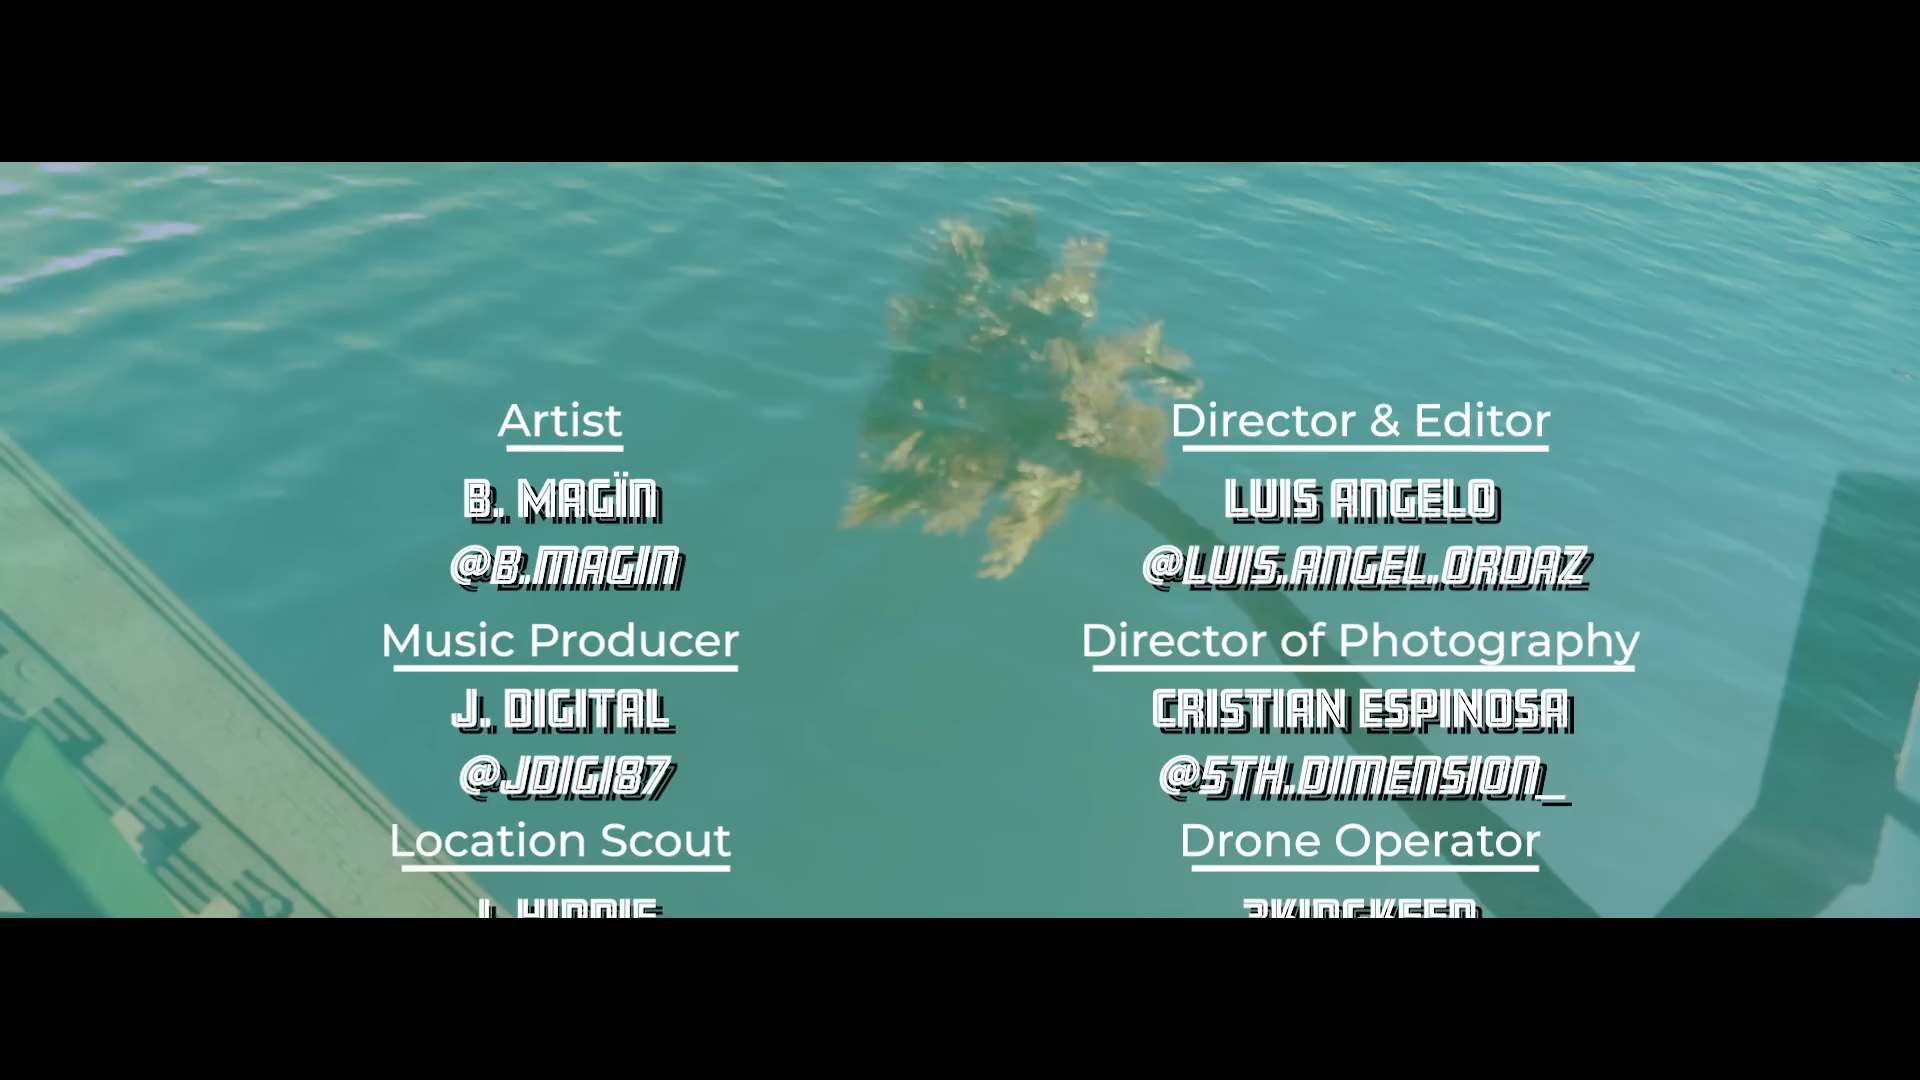 Artist
B. MAGÏN
@B.MAGIN
Music Producer
J. DIGITAL
@JDIGI87
Location Scout
Director & Editor
LUIS ANGELO
@LUIS.ANGEL.ORDAZ
Director of Photography
CRISTIAN ESPINOSA
@5TH.DIMENSION_
Drone Operator